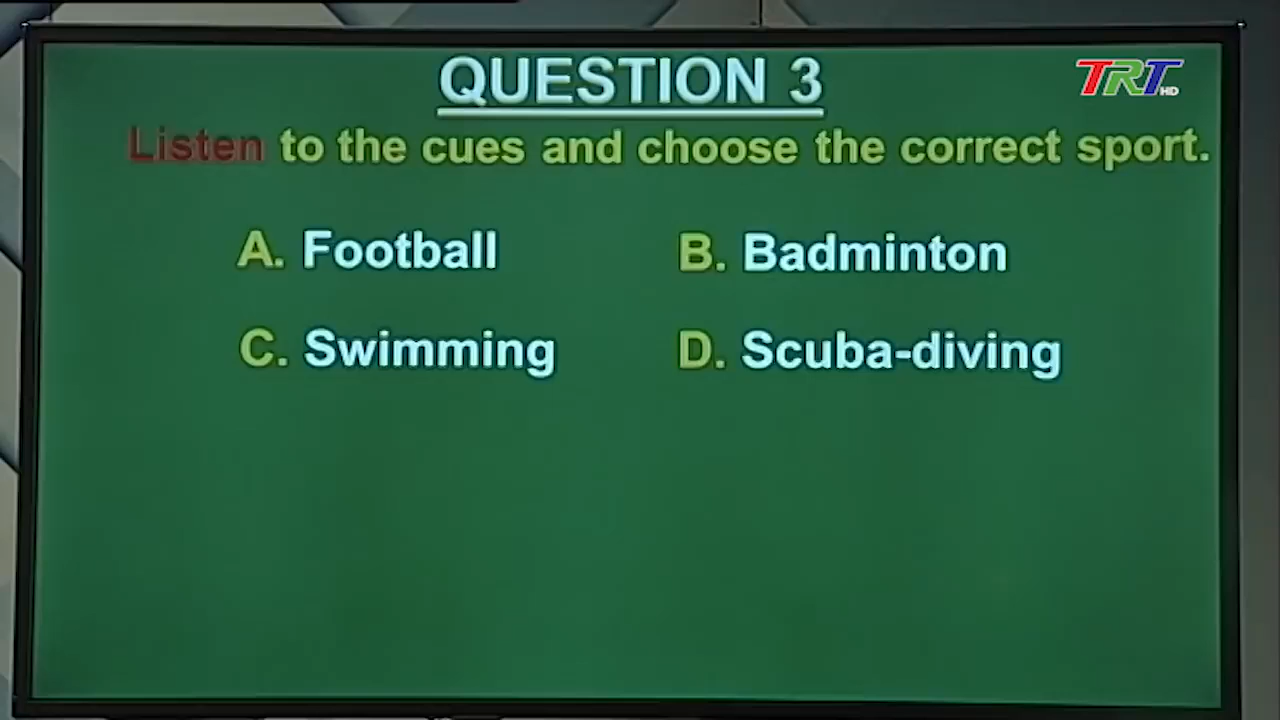 QUESTION 3
TRT HD
Listen to the cues and choose the correct sport.
A. Football
B. Badminton
C. Swimming
D. Scuba-diving